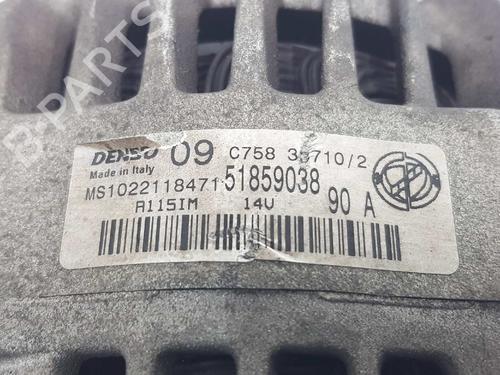 B-PARTS
DENSO 09 C758 33710/2
Made in Italy
MS1022118471 51859038
A115IM 14V 90 A